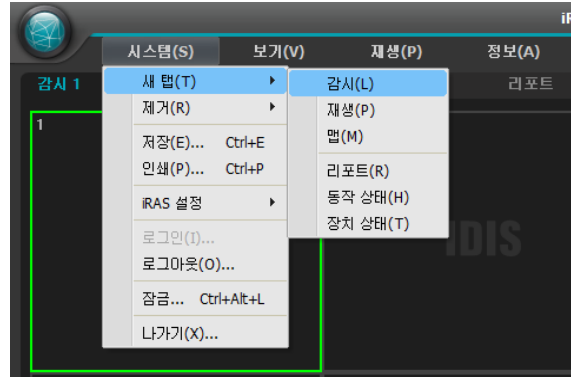 iR
시스템(S) 보기(V) 재생(P) 정보(A)
감시 1 리포트
1
새 탭(T)
제거(R)
저장(E)... Ctrl+E
인쇄(P)... Ctrl+P
iRAS 설정
로그인(I)...
로그아웃(O)...
잠금... Ctrl+Alt+L
나가기(X)...
감시(L)
재생(P)
맵(M)
리포트(R)
동작 상태(H)
장치 상태(T)
IDIS